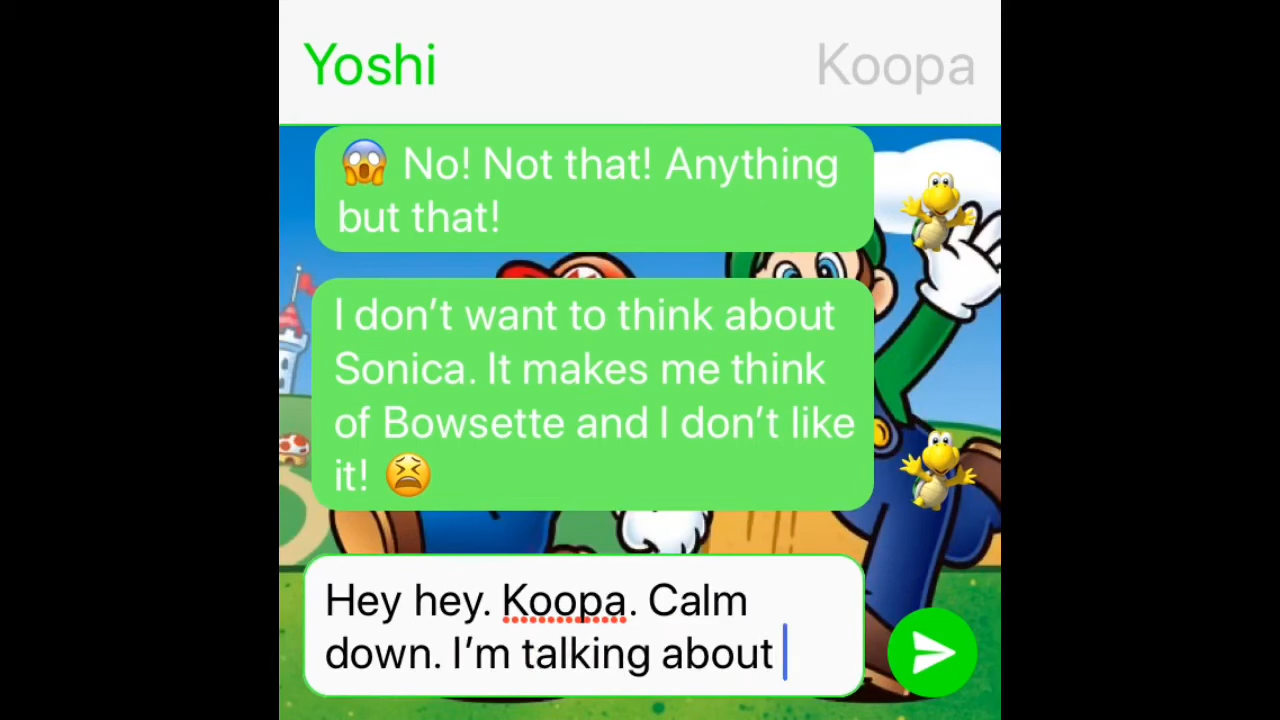 Yoshi Koopa
😱 No! Not that! Anything
but that!
I don’t want to think about
Sonica. It makes me think
of Bowsette and I don’t like
it! 😫
Hey hey. Koopa. Calm
down. I’m talking about